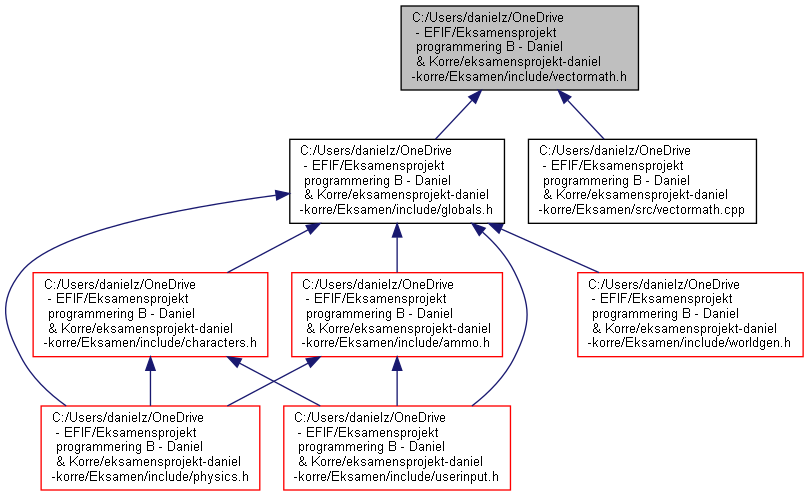 C:/Users/danielz/OneDrive
- EFIF/Eksamensprojekt
programmering B - Daniel
& Korre/eksamensprojekt-daniel
-korre/Eksamen/include/vectormath.h
C:/Users/danielz/OneDrive
- EFIF/Eksamensprojekt
programmering B - Daniel
& Korre/eksamensprojekt-daniel
-korre/Eksamen/include/globals.h
C:/Users/danielz/OneDrive
- EFIF/Eksamensprojekt
programmering B - Daniel
& Korre/eksamensprojekt-daniel
-korre/Eksamen/src/vectormath.cpp
C:/Users/danielz/OneDrive
- EFIF/Eksamensprojekt
programmering B - Daniel
& Korre/eksamensprojekt-daniel
-korre/Eksamen/include/characters.h
C:/Users/danielz/OneDrive
- EFIF/Eksamensprojekt
programmering B - Daniel
& Korre/eksamensprojekt-daniel
-korre/Eksamen/include/ammo.h
C:/Users/danielz/OneDrive
- EFIF/Eksamensprojekt
programmering B - Daniel
& Korre/eksamensprojekt-daniel
-korre/Eksamen/include/worldgen.h
C:/Users/danielz/OneDrive
- EFIF/Eksamensprojekt
programmering B - Daniel
& Korre/eksamensprojekt-daniel
-korre/Eksamen/include/physics.h
C:/Users/danielz/OneDrive
- EFIF/Eksamensprojekt
programmering B - Daniel
& Korre/eksamensprojekt-daniel
-korre/Eksamen/include/userinput.h